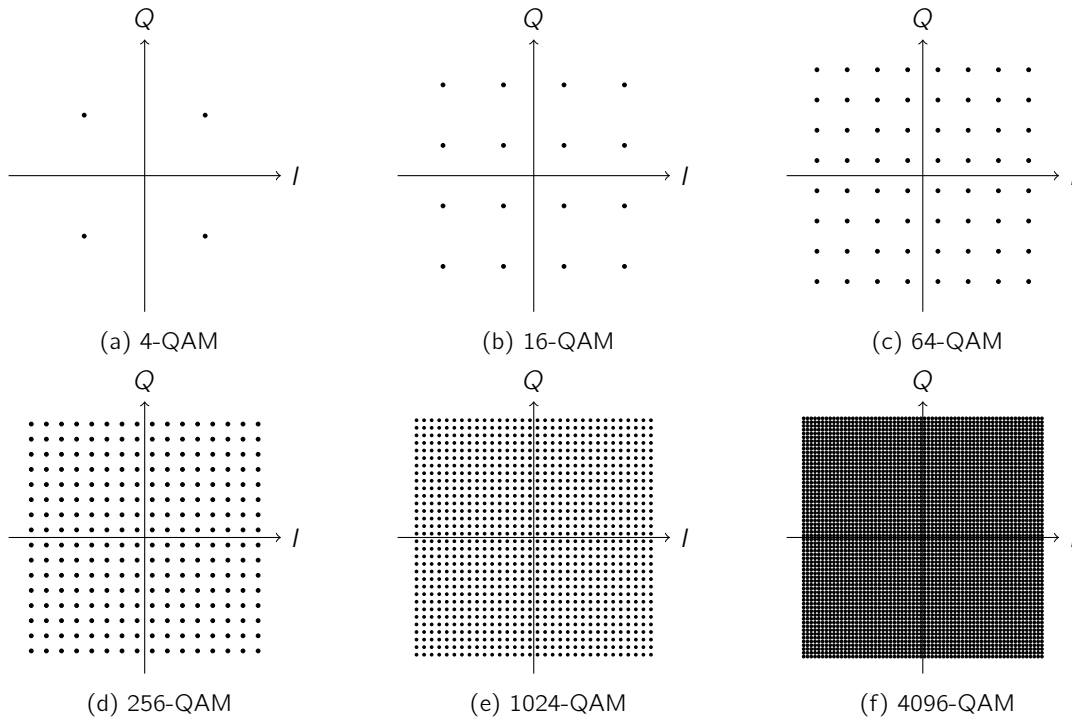 Q
Q
Q
I
I
I
(a) 4-QAM
(b) 16-QAM
(c) 64-QAM
Q
Q
Q
I
I
I
(d) 256-QAM
(e) 1024-QAM
(f) 4096-QAM